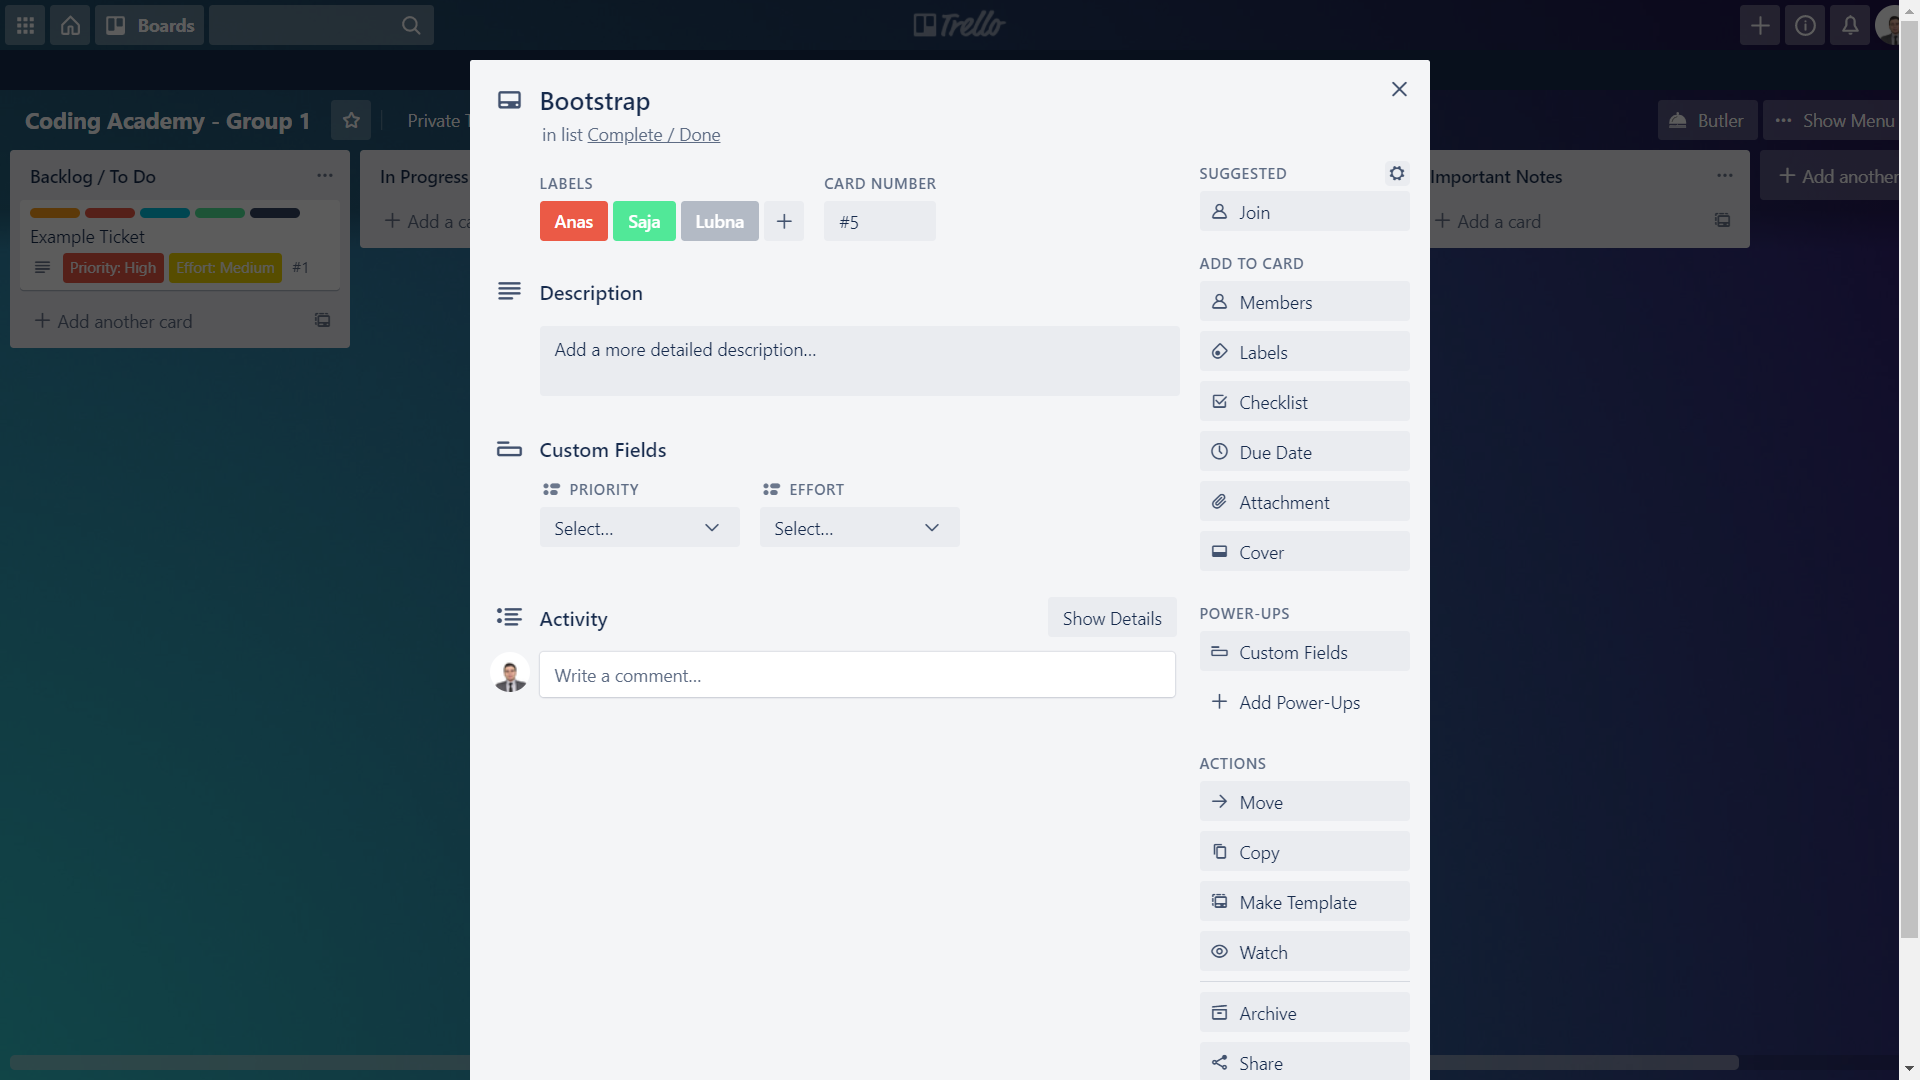 Boards
Trello
Coding Academy - Group 1
Private
Butler
Show Menu
Backlog / To Do
Example Ticket
Priority: High
Effort: Medium
#1
Add another card
In Progress
Add a ca
Bootstrap
in list Complete / Done
LABELS
Anas
Saja
Lubna
CARD NUMBER
#5
Description
Add a more detailed description...
Custom Fields
PRIORITY
Select...
EFFORT
Select...
Activity
Show Details
Write a comment...
SUGGESTED
Join
ADD TO CARD
Members
Labels
Checklist
Due Date
Attachment
Cover
POWER-UPS
Custom Fields
Add Power-Ups
ACTIONS
Move
Copy
Make Template
Watch
Archive
Share
Important Notes
Add a card
Add another